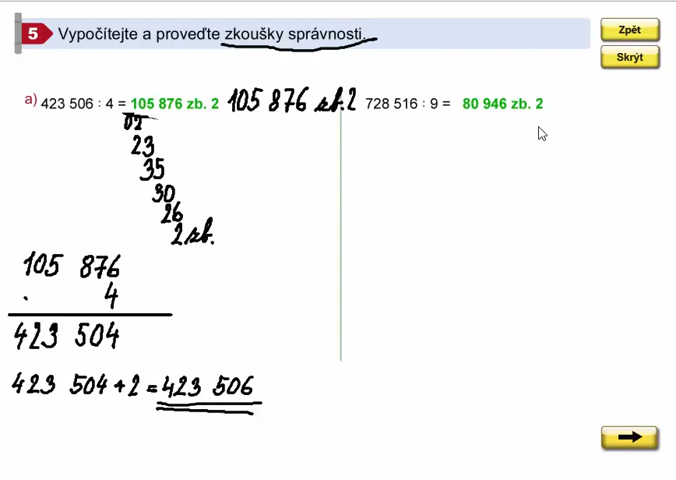 5 Vypočítejte a proveďte zkoušky správnosti.
Zpět
Skrýt
a) 423 506 : 4 = 105 876 zb. 2 105 876 zb. 2
02
23
35
30
26
2 zb.
105 876
. 4
423 504
423 504 + 2 = 423 506
728 516 : 9 = 80 946 zb. 2